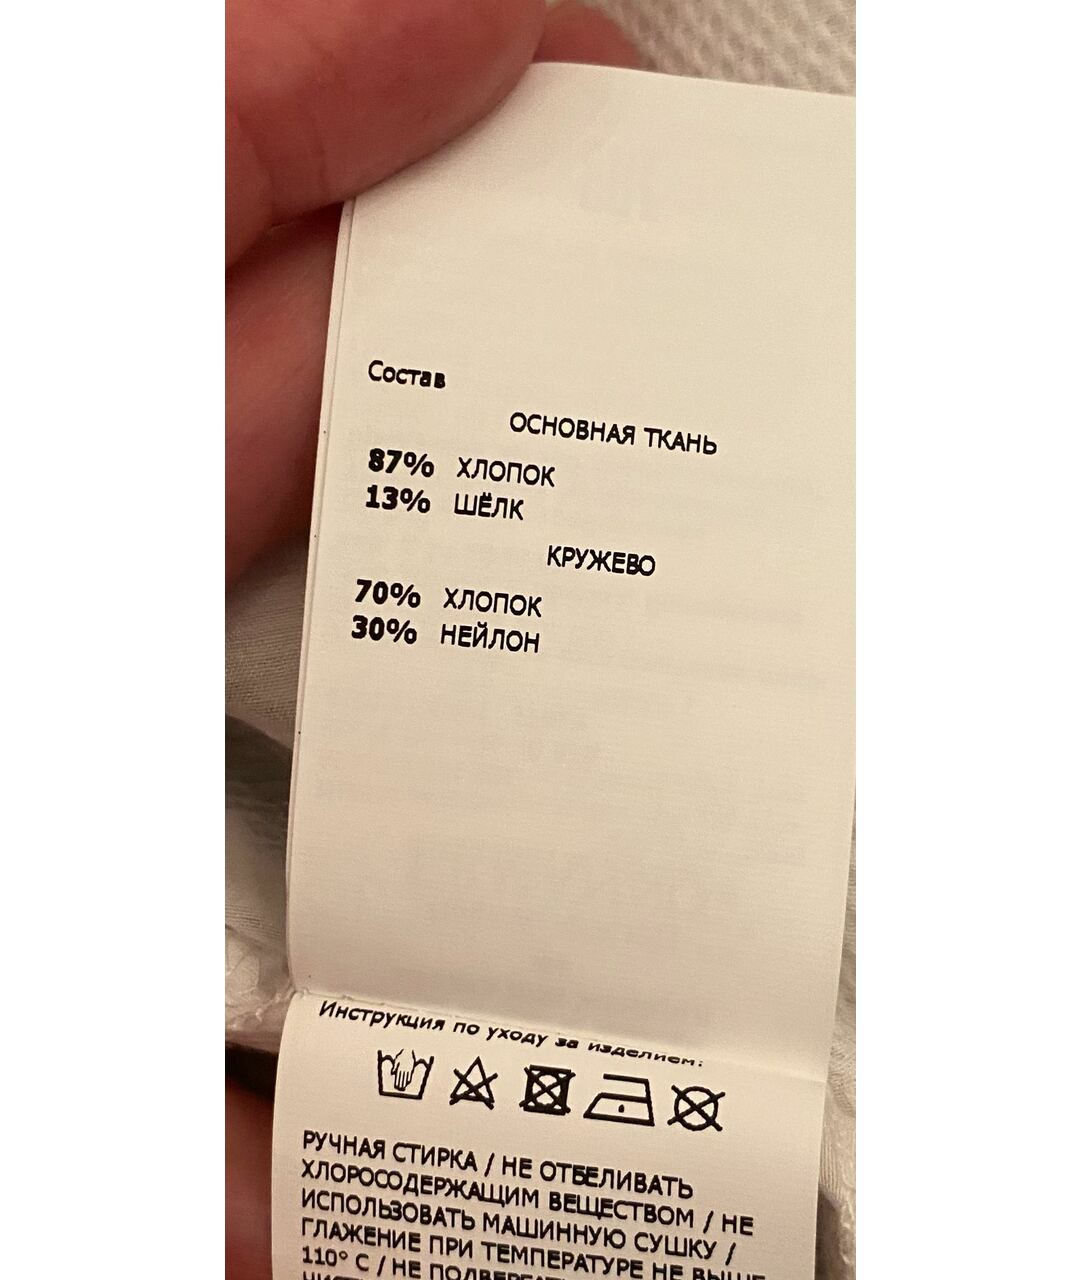 Состав
ОСНОВНАЯ ТКАНЬ
87% ХЛОПОК
13% ШЁЛК
КРУЖЕВО
70% ХЛОПОК
30% НЕЙЛОН
Инструкция по уходу за изделием:
РУЧНАЯ СТИРКА / НЕ ОТБЕЛИВАТЬ
ХЛОРОСОДЕРЖАЩИМ ВЕЩЕСТВОМ / НЕ
ИСПОЛЬЗОВАТЬ МАШИННУЮ СУШКУ /
ГЛАЖЕНИЕ ПРИ ТЕМПЕРАТУРЕ НЕ ВЫШЕ
110° C / НЕ